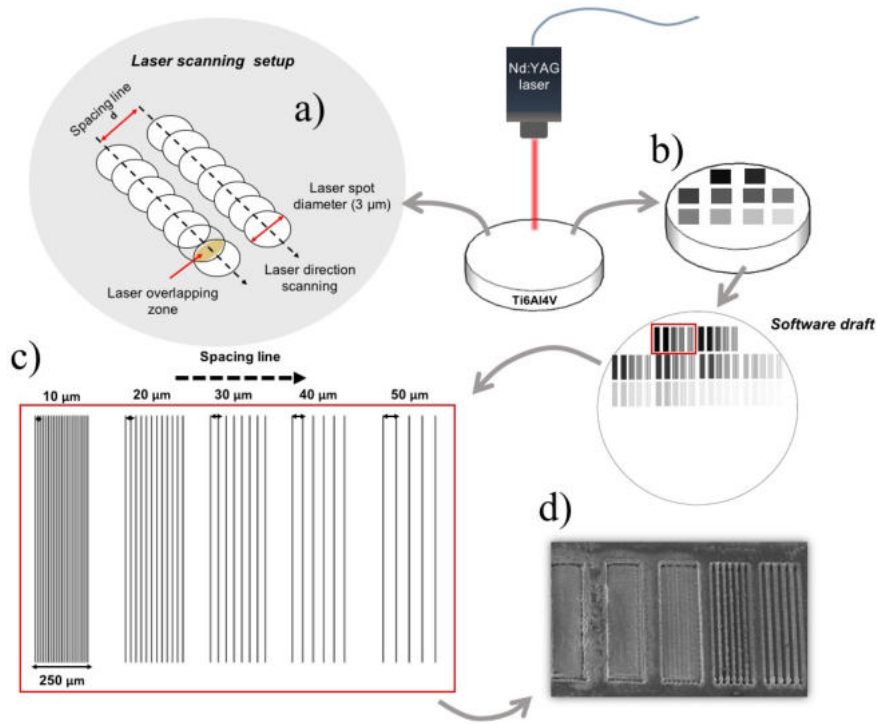 Laser scanning setup
a)
Spacing line
d
Laser spot
diameter (3 µm)
Laser direction
scanning
Laser overlapping
zone
Nd:YAG
laser
Ti6Al4V
b)
Software draft
c)
Spacing line
10 µm
20 µm
30 µm
40 µm
50 µm
250 µm
d)